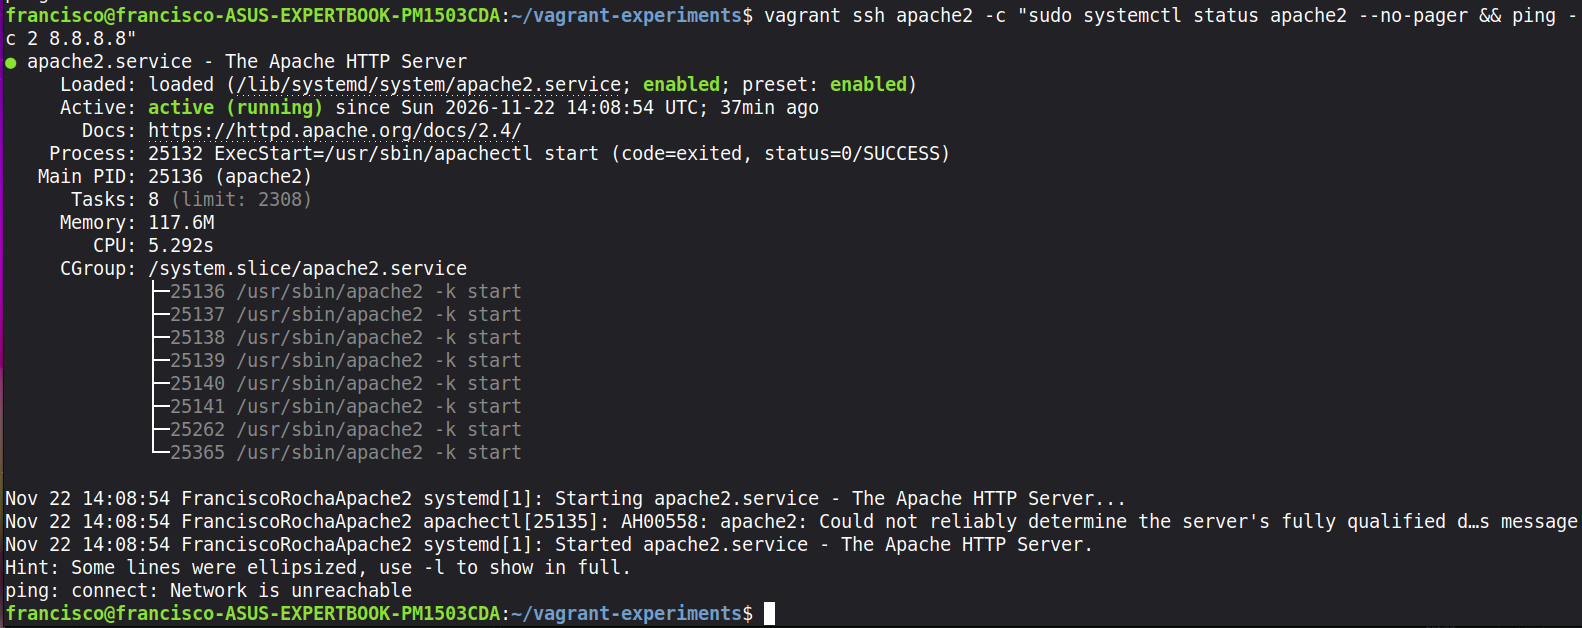 francisco@francisco-ASUS-EXPERTBOOK-PM1503CDA:~/vagrant-experiments$ vagrant ssh apache2 -c "sudo systemctl status apache2 --no-pager && ping -
c 2 8.8.8.8"
● apache2.service - The Apache HTTP Server
     Loaded: loaded (/lib/systemd/system/apache2.service; enabled; preset: enabled)
     Active: active (running) since Sun 2026-11-22 14:08:54 UTC; 37min ago
       Docs: https://httpd.apache.org/docs/2.4/
    Process: 25132 ExecStart=/usr/sbin/apachectl start (code=exited, status=0/SUCCESS)
   Main PID: 25136 (apache2)
      Tasks: 8 (limit: 2308)
     Memory: 117.6M
        CPU: 5.292s
     CGroup: /system.slice/apache2.service
             ├─25136 /usr/sbin/apache2 -k start
             ├─25137 /usr/sbin/apache2 -k start
             ├─25138 /usr/sbin/apache2 -k start
             ├─25139 /usr/sbin/apache2 -k start
             ├─25140 /usr/sbin/apache2 -k start
             ├─25141 /usr/sbin/apache2 -k start
             ├─25262 /usr/sbin/apache2 -k start
             └─25365 /usr/sbin/apache2 -k start

Nov 22 14:08:54 FranciscoRochaApache2 systemd[1]: Starting apache2.service - The Apache HTTP Server...
Nov 22 14:08:54 FranciscoRochaApache2 apachectl[25135]: AH00558: apache2: Could not reliably determine the server's fully qualified d…s message
Nov 22 14:08:54 FranciscoRochaApache2 systemd[1]: Started apache2.service - The Apache HTTP Server.
Hint: Some lines were ellipsized, use -l to show in full.
ping: connect: Network is unreachable
francisco@francisco-ASUS-EXPERTBOOK-PM1503CDA:~/vagrant-experiments$